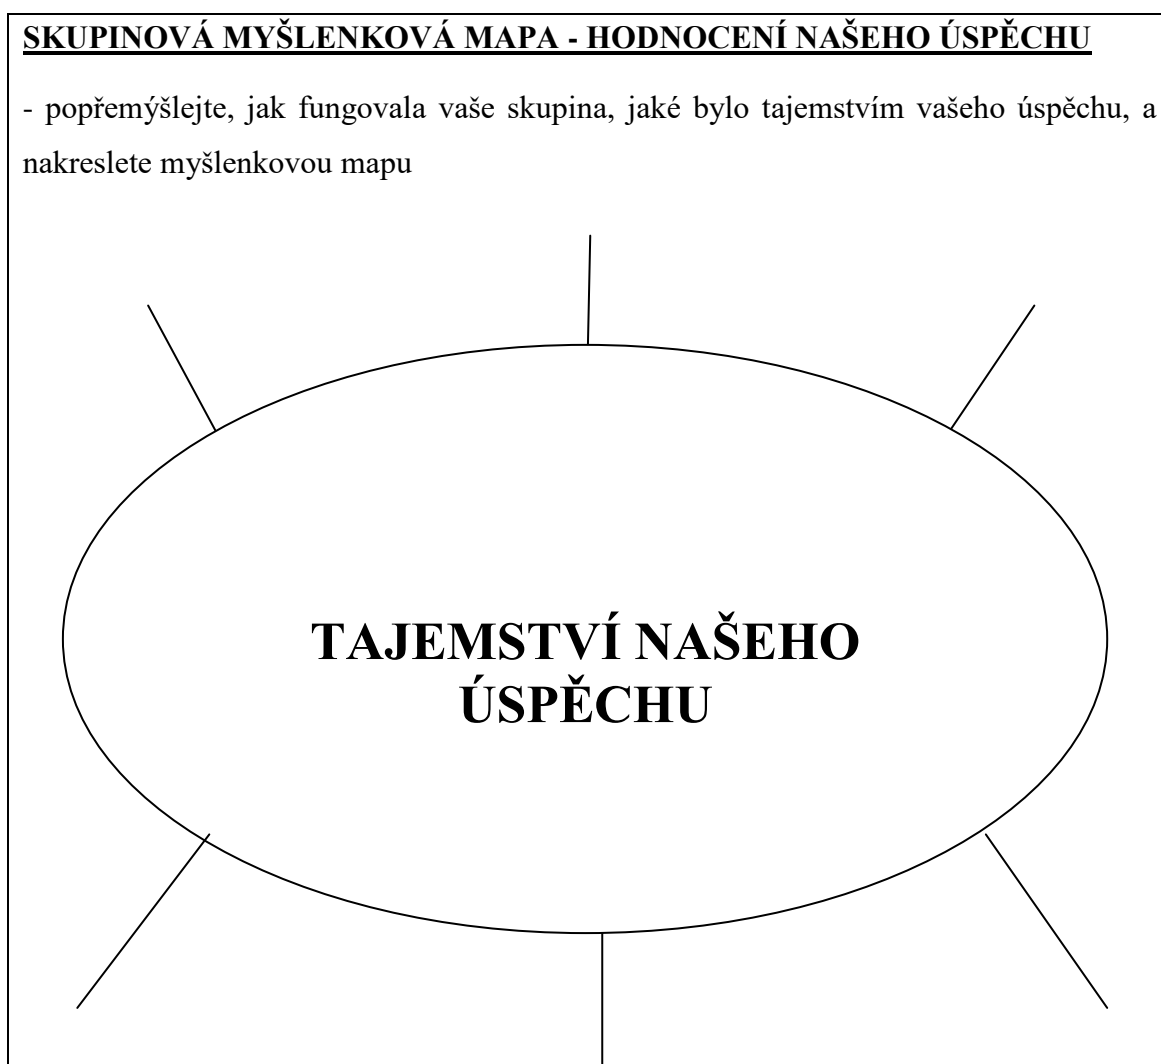 SKUPINOVÁ MYŠLENKOVÁ MAPA - HODNOCENÍ NAŠEHO ÚSPĚCHU
- popřemýšlejte, jak fungovala vaše skupina, jaké bylo tajemstvím vašeho úspěchu, a
nakreslete myšlenkovou mapu
TAJEMSTVÍ NAŠEHO
ÚSPĚCHU